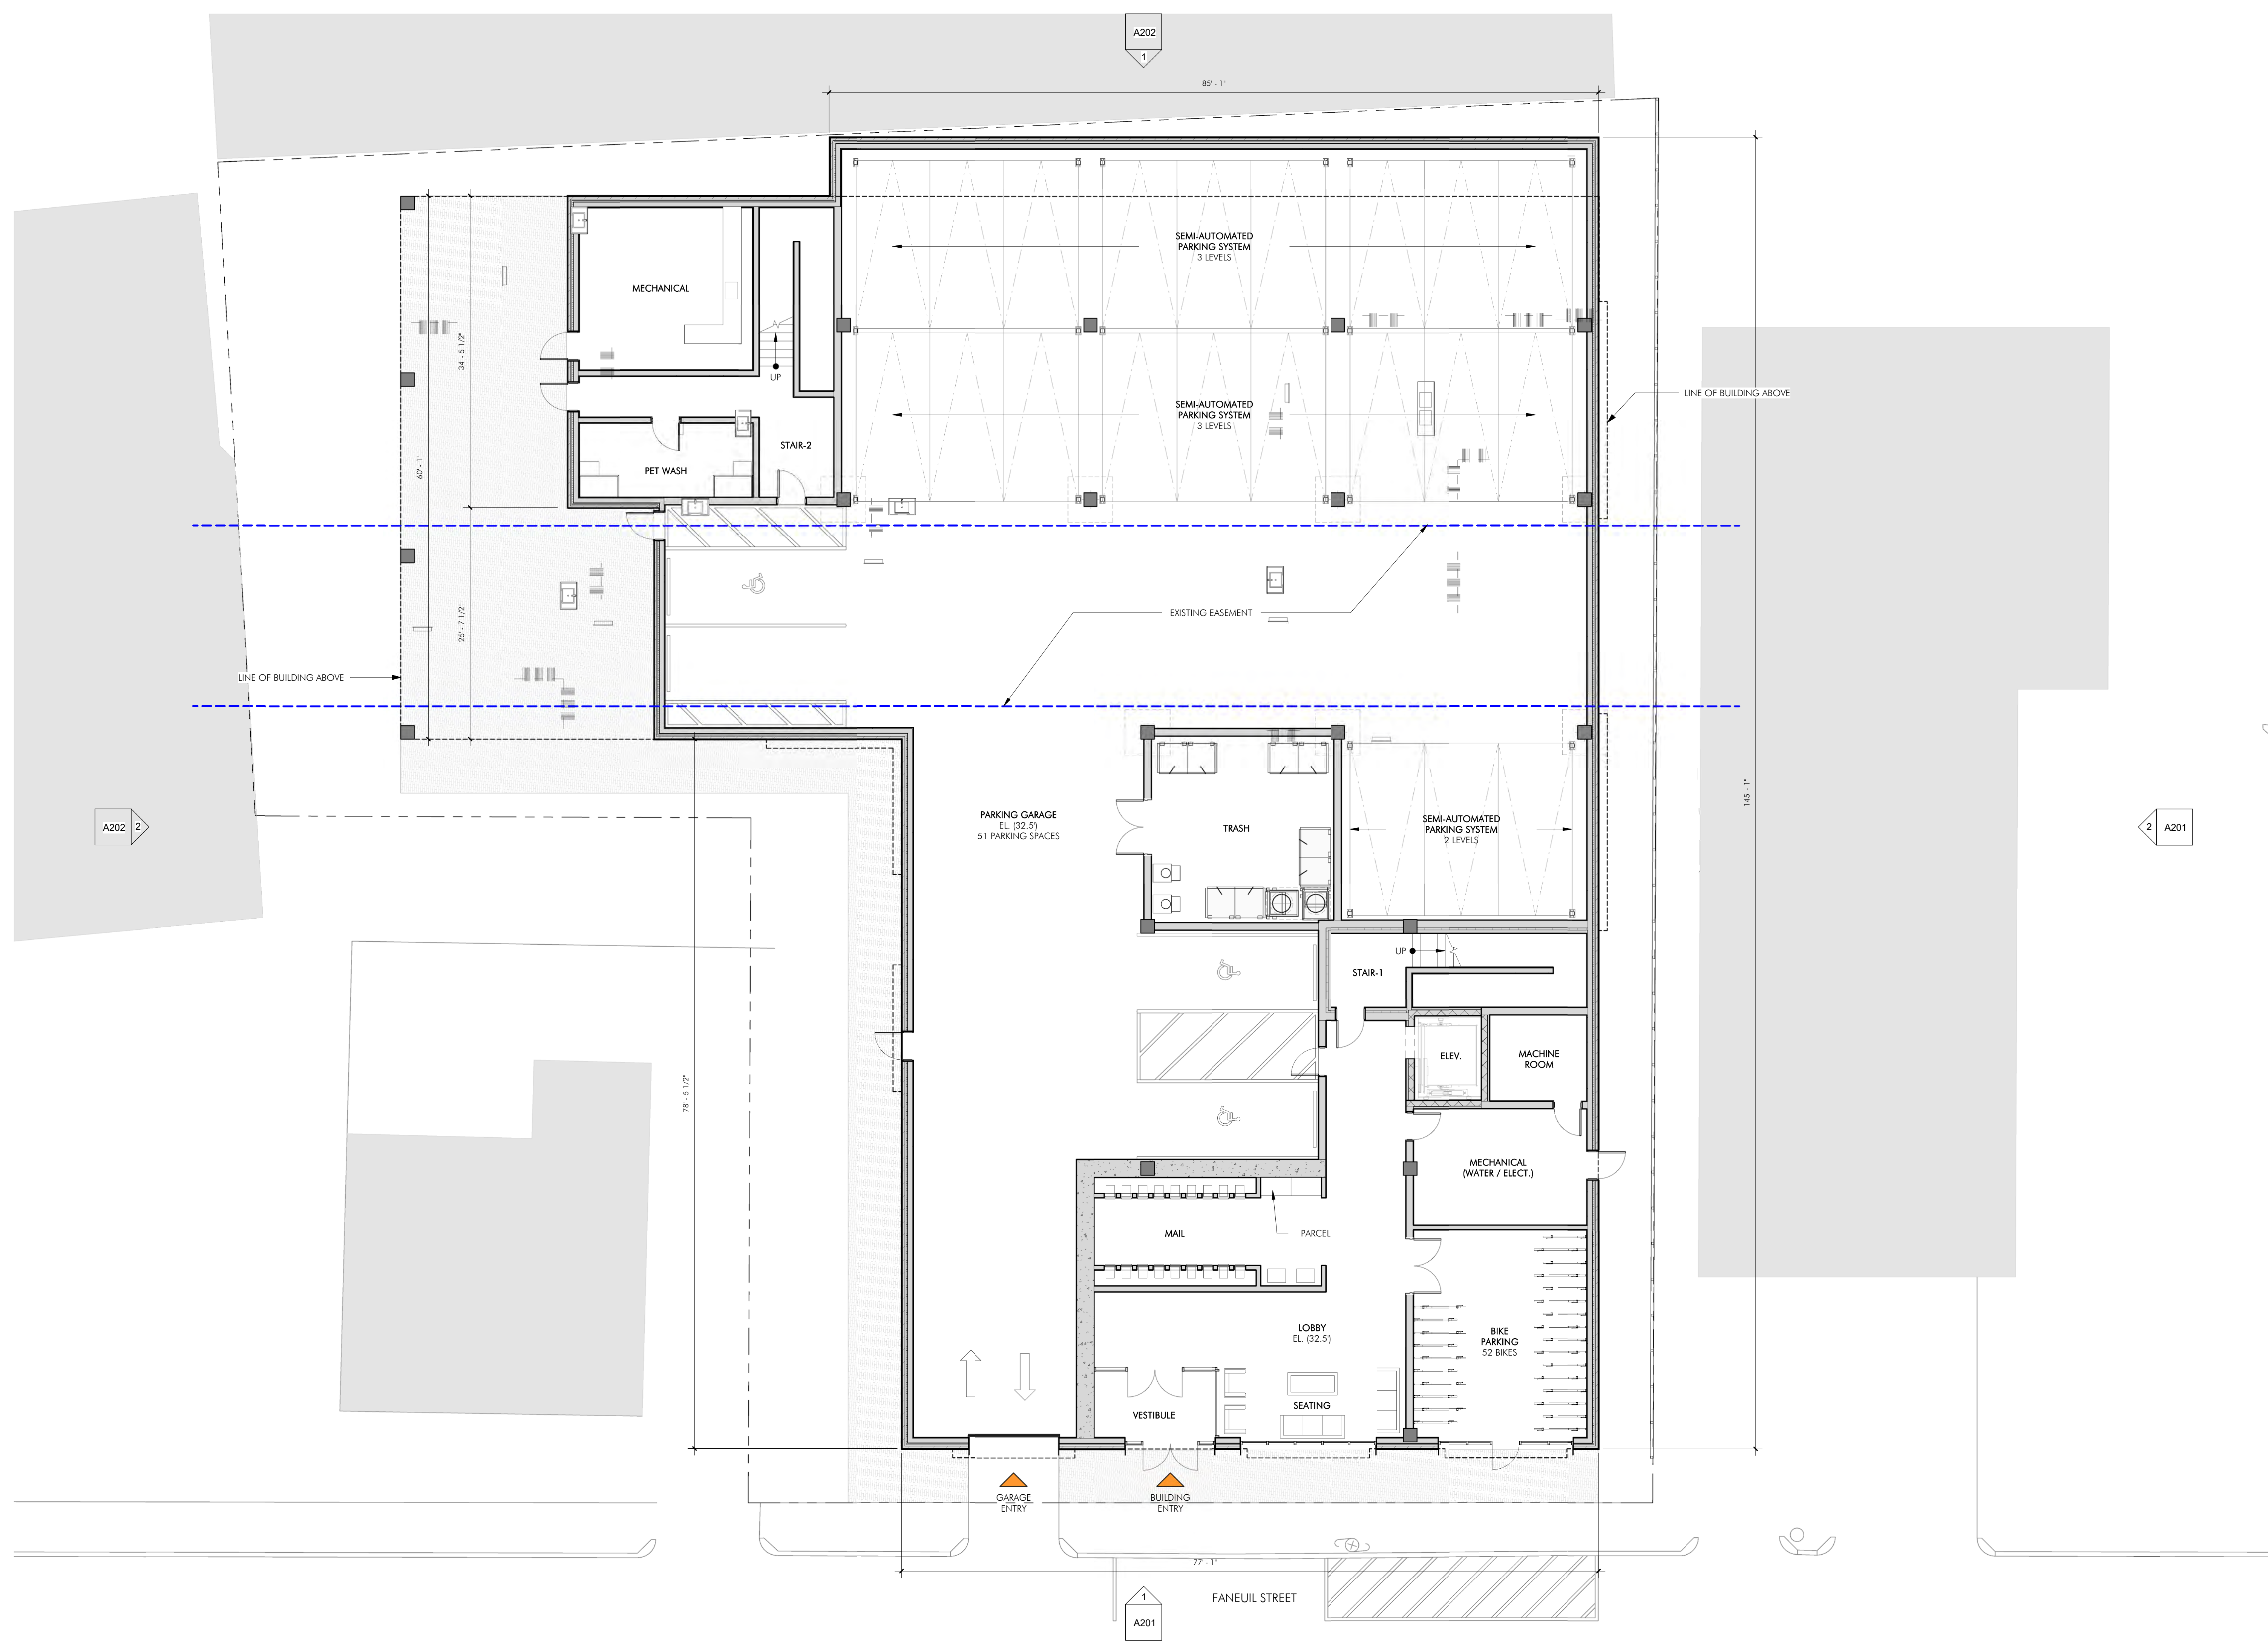 A202
1
85' - 1"
SEMI-AUTOMATED
PARKING SYSTEM
3 LEVELS
MECHANICAL
34' - 5 1/2"
UP
LINE OF BUILDING ABOVE
SEMI-AUTOMATED
PARKING SYSTEM
3 LEVELS
STAIR-2
60' - 1"
PET WASH
EXISTING EASEMENT
25' - 7 1/2"
LINE OF BUILDING ABOVE
145' - 1"
PARKING GARAGE
EL. (32.5')
51 PARKING SPACES
TRASH
SEMI-AUTOMATED
PARKING SYSTEM
2 LEVELS
A202 2
2 A201
UP
STAIR-1
ELEV.
MACHINE
ROOM
78' - 5 1/2"
MECHANICAL
(WATER / ELECT.)
MAIL
PARCEL
LOBBY
EL. (32.5')
BIKE
PARKING
52 BIKES
SEATING
VESTIBULE
GARAGE
ENTRY
BUILDING
ENTRY
77' - 1"
FANEUIL STREET
1
A201